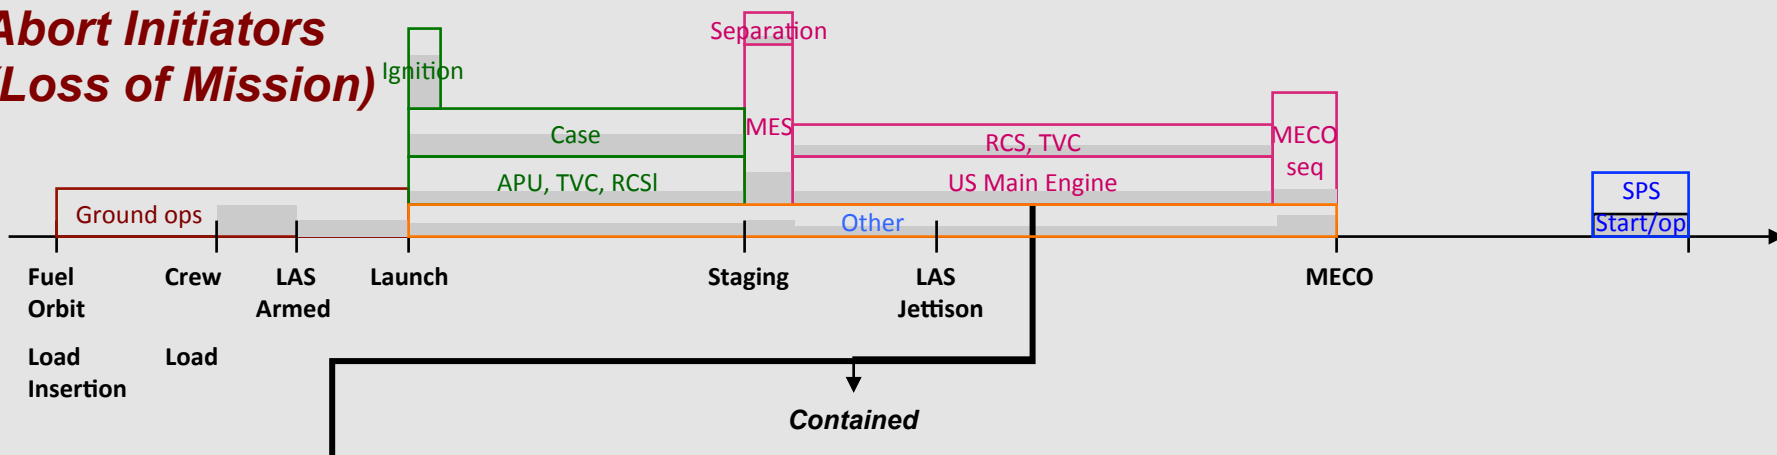 Abort Initiators
(Loss of Mission)
Ignition
Separation
Case
MES
RCS, TVC
MECO
seq
APU, TVC, RCSl
US Main Engine
SPS
Ground ops
Other
Start/op
Fuel
Orbit
Crew
LAS
Armed
Launch
Staging
LAS
Jettison
MECO
Load
Insertion
Load
Contained